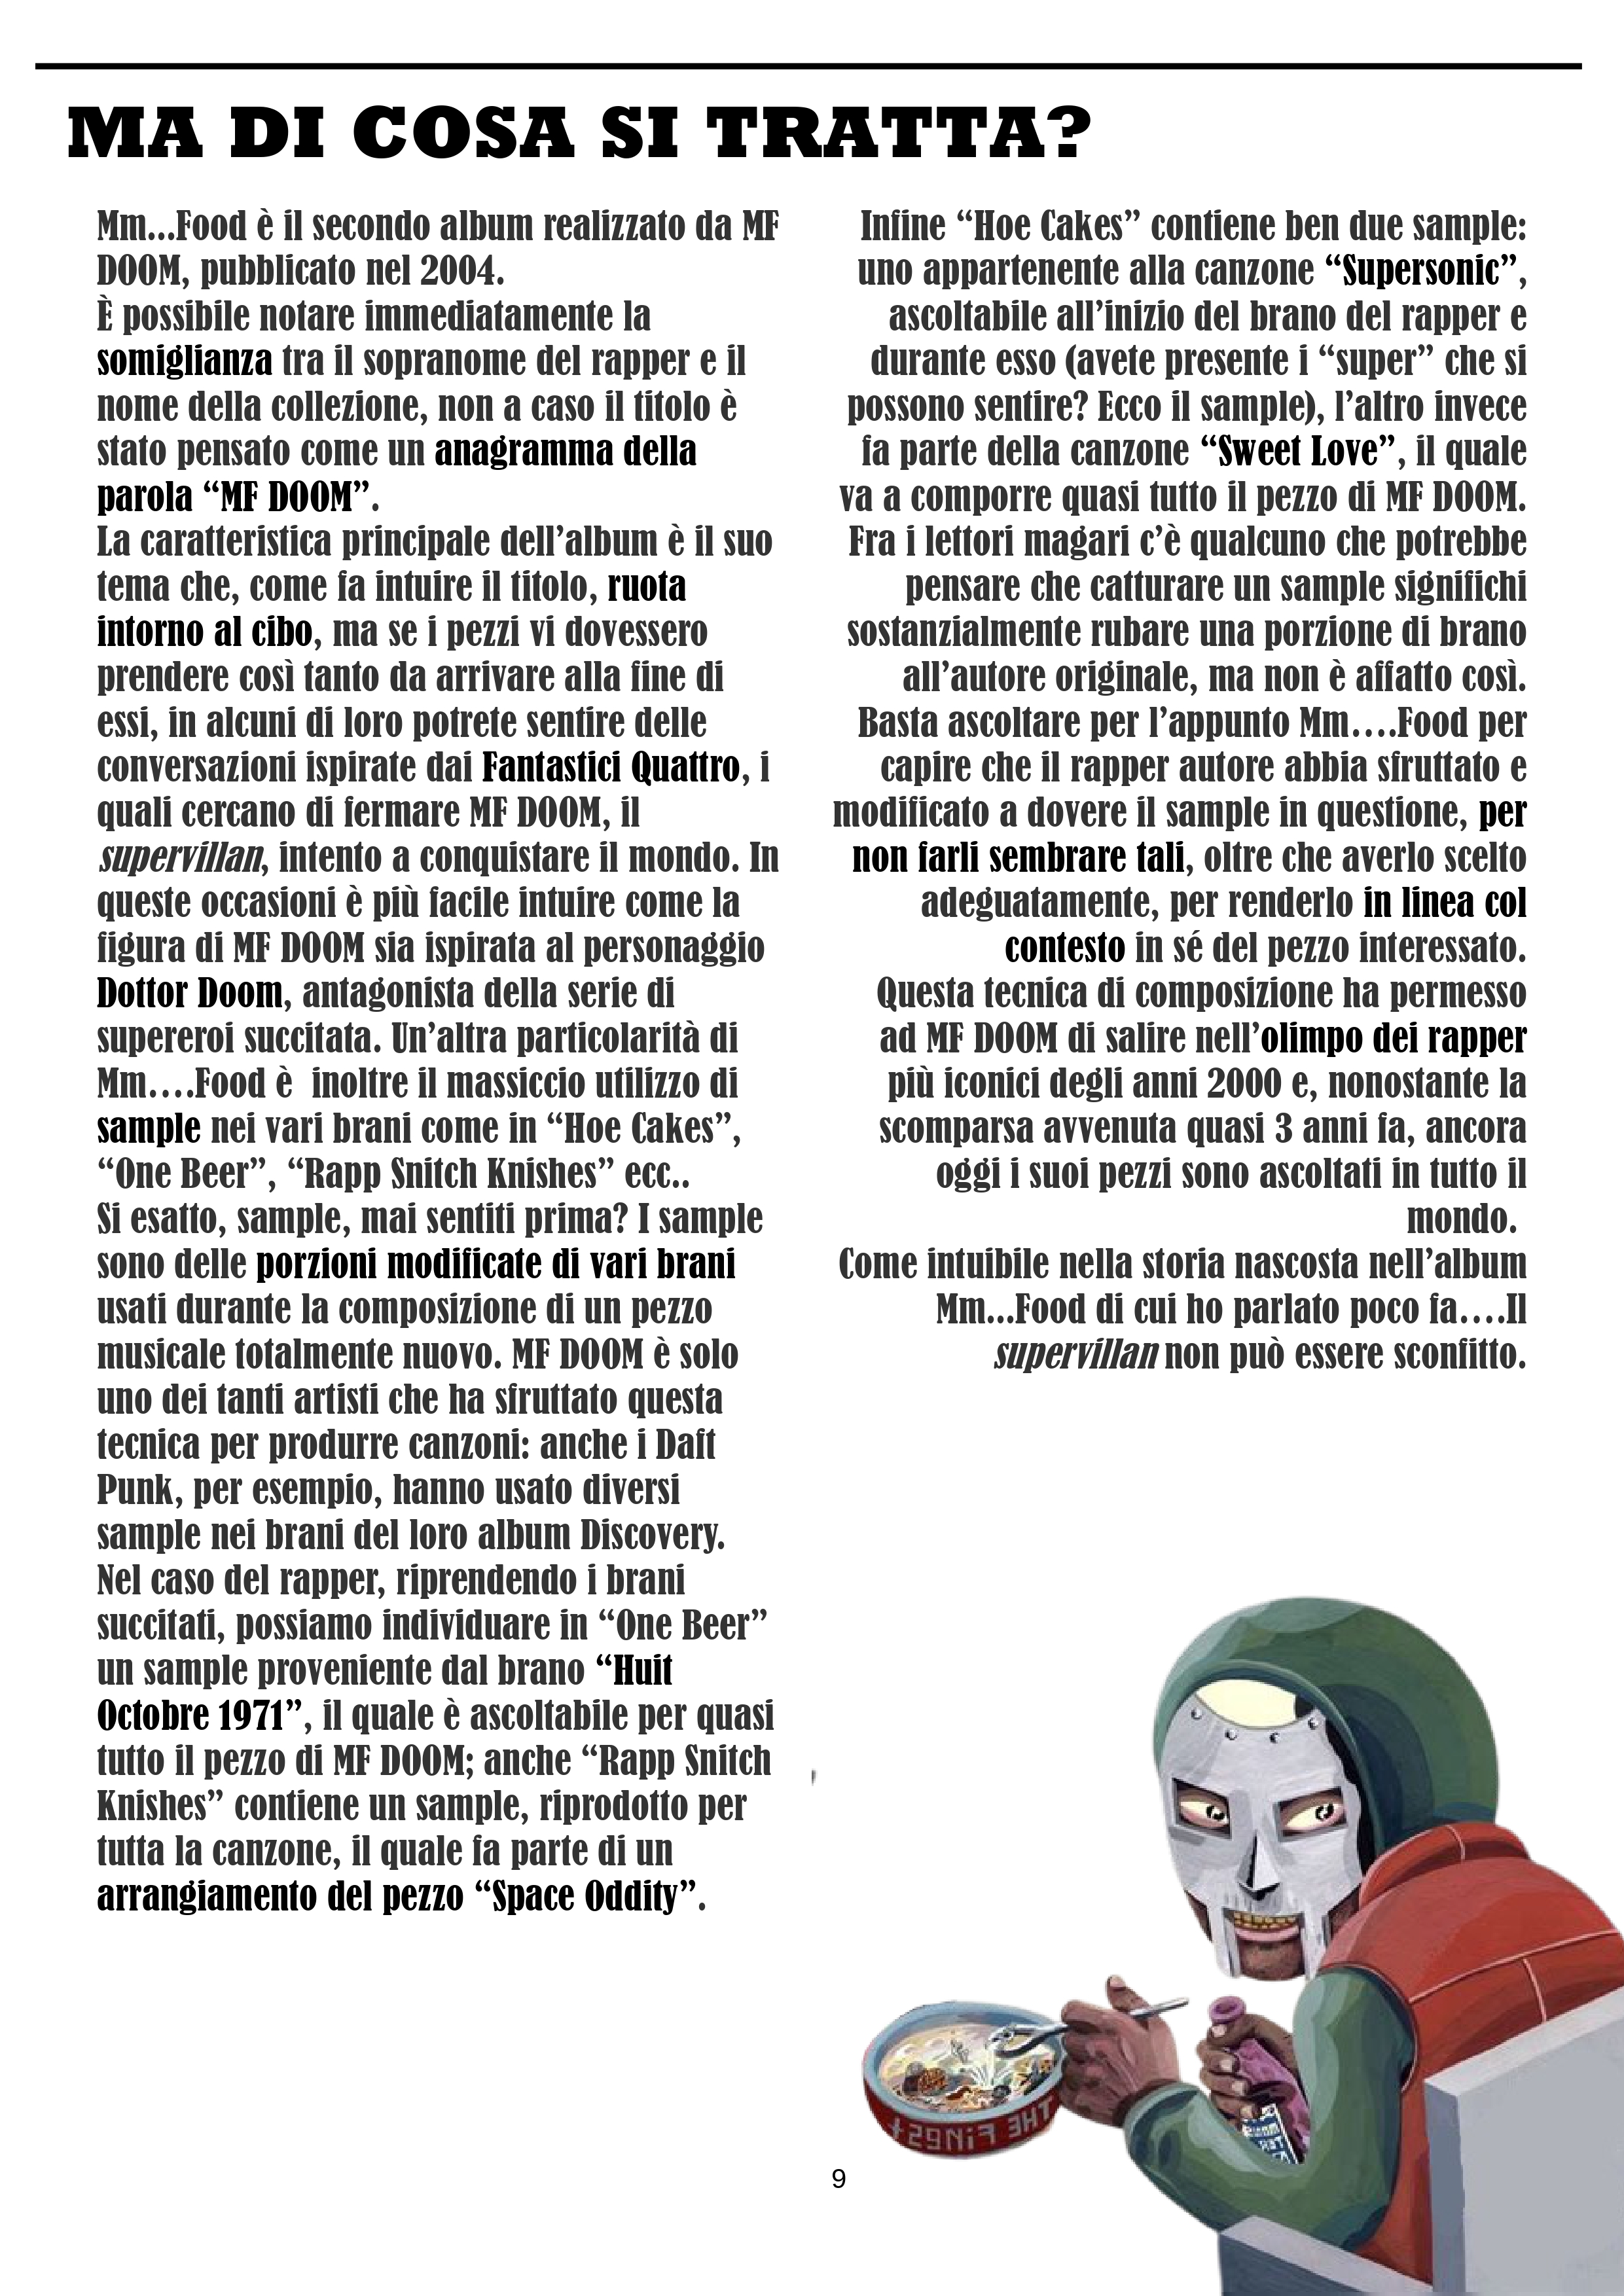 MA DI COSA SI TRATTA?
Mm...Food è il secondo album realizzato da MF
DOOM, pubblicato nel 2004.
È possibile notare immediatamente la
somiglianza tra il sopranome del rapper e il
nome della collezione, non a caso il titolo è
stato pensato come un anagramma della
parola “MF DOOM”.
La caratteristica principale dell’album è il suo
tema che, come fa intuire il titolo, ruota
intorno al cibo, ma se i pezzi vi dovessero
prendere così tanto da arrivare alla fine di
essi, in alcuni di loro potrete sentire delle
conversazioni ispirate dai Fantastici Quattro, i
quali cercano di fermare MF DOOM, il
supervillan, intento a conquistare il mondo. In
queste occasioni è più facile intuire come la
figura di MF DOOM sia ispirata al personaggio
Dottor Doom, antagonista della serie di
supereroi succitata. Un’altra particolarità di
Mm....Food è  inoltre il massiccio utilizzo di
sample nei vari brani come in “Hoe Cakes”,
“One Beer”, “Rapp Snitch Knishes” ecc..
Si esatto, sample, mai sentiti prima? I sample
sono delle porzioni modificate di vari brani
usati durante la composizione di un pezzo
musicale totalmente nuovo. MF DOOM è solo
uno dei tanti artisti che ha sfruttato questa
tecnica per produrre canzoni: anche i Daft
Punk, per esempio, hanno usato diversi
sample nei brani del loro album Discovery.
Nel caso del rapper, riprendendo i brani
succitati, possiamo individuare in “One Beer”
un sample proveniente dal brano “Huit
Octobre 1971”, il quale è ascoltabile per quasi
tutto il pezzo di MF DOOM; anche “Rapp Snitch
Knishes” contiene un sample, riprodotto per
tutta la canzone, il quale fa parte di un
arrangiamento del pezzo “Space Oddity”.
Infine “Hoe Cakes” contiene ben due sample:
uno appartenente alla canzone “Supersonic”,
ascoltabile all’inizio del brano del rapper e
durante esso (avete presente i “super” che si
possono sentire? Ecco il sample), l’altro invece
fa parte della canzone “Sweet Love”, il quale
va a comporre quasi tutto il pezzo di MF DOOM.
Fra i lettori magari c’è qualcuno che potrebbe
pensare che catturare un sample significhi
sostanzialmente rubare una porzione di brano
all’autore originale, ma non è affatto così.
Basta ascoltare per l’appunto Mm....Food per
capire che il rapper autore abbia sfruttato e
modificato a dovere il sample in questione, per
non farli sembrare tali, oltre che averlo scelto
adeguatamente, per renderlo in linea col
contesto in sé del pezzo interessato.
Questa tecnica di composizione ha permesso
ad MF DOOM di salire nell’olimpo dei rapper
più iconici degli anni 2000 e, nonostante la
scomparsa avvenuta quasi 3 anni fa, ancora
oggi i suoi pezzi sono ascoltati in tutto il
mondo.
Come intuibile nella storia nascosta nell’album
Mm...Food di cui ho parlato poco fa....Il
supervillan non può essere sconfitto.
9